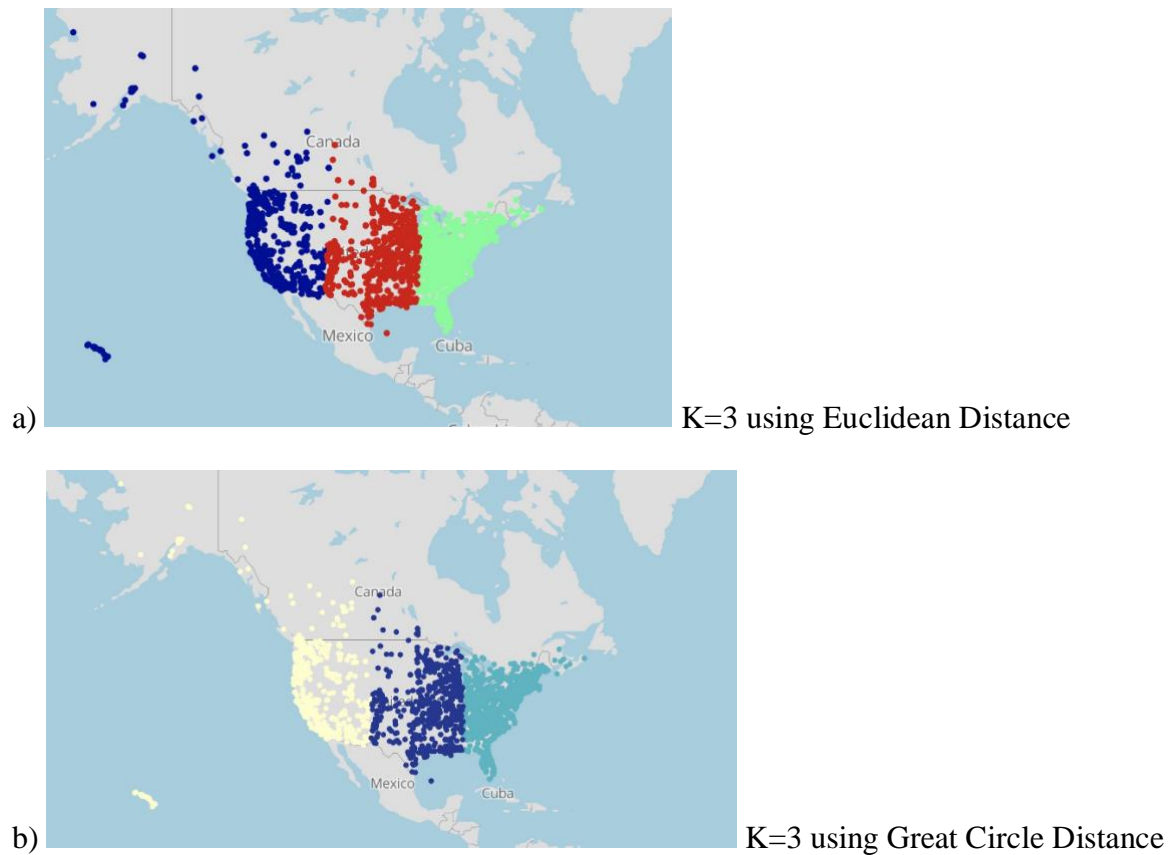 Canada
Mexico
Cuba
a) K=3 using Euclidean Distance
Canada
Mexico
Cuba
b) K=3 using Great Circle Distance